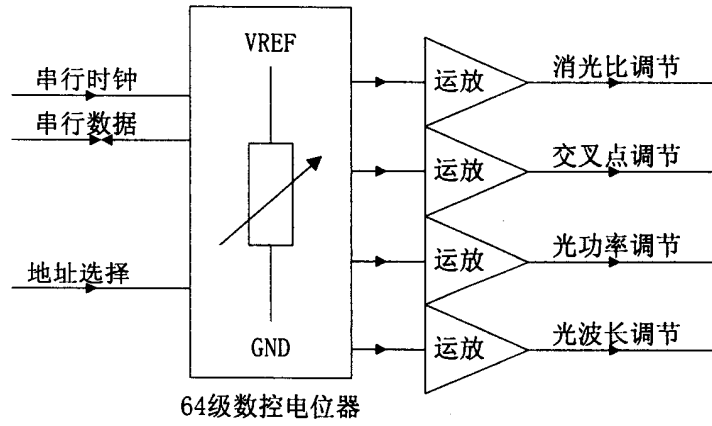 串行时钟
串行数据
地址选择
VREF
GND
64级数控电位器
运放
消光比调节
运放
交叉点调节
运放
光功率调节
运放
光波长调节